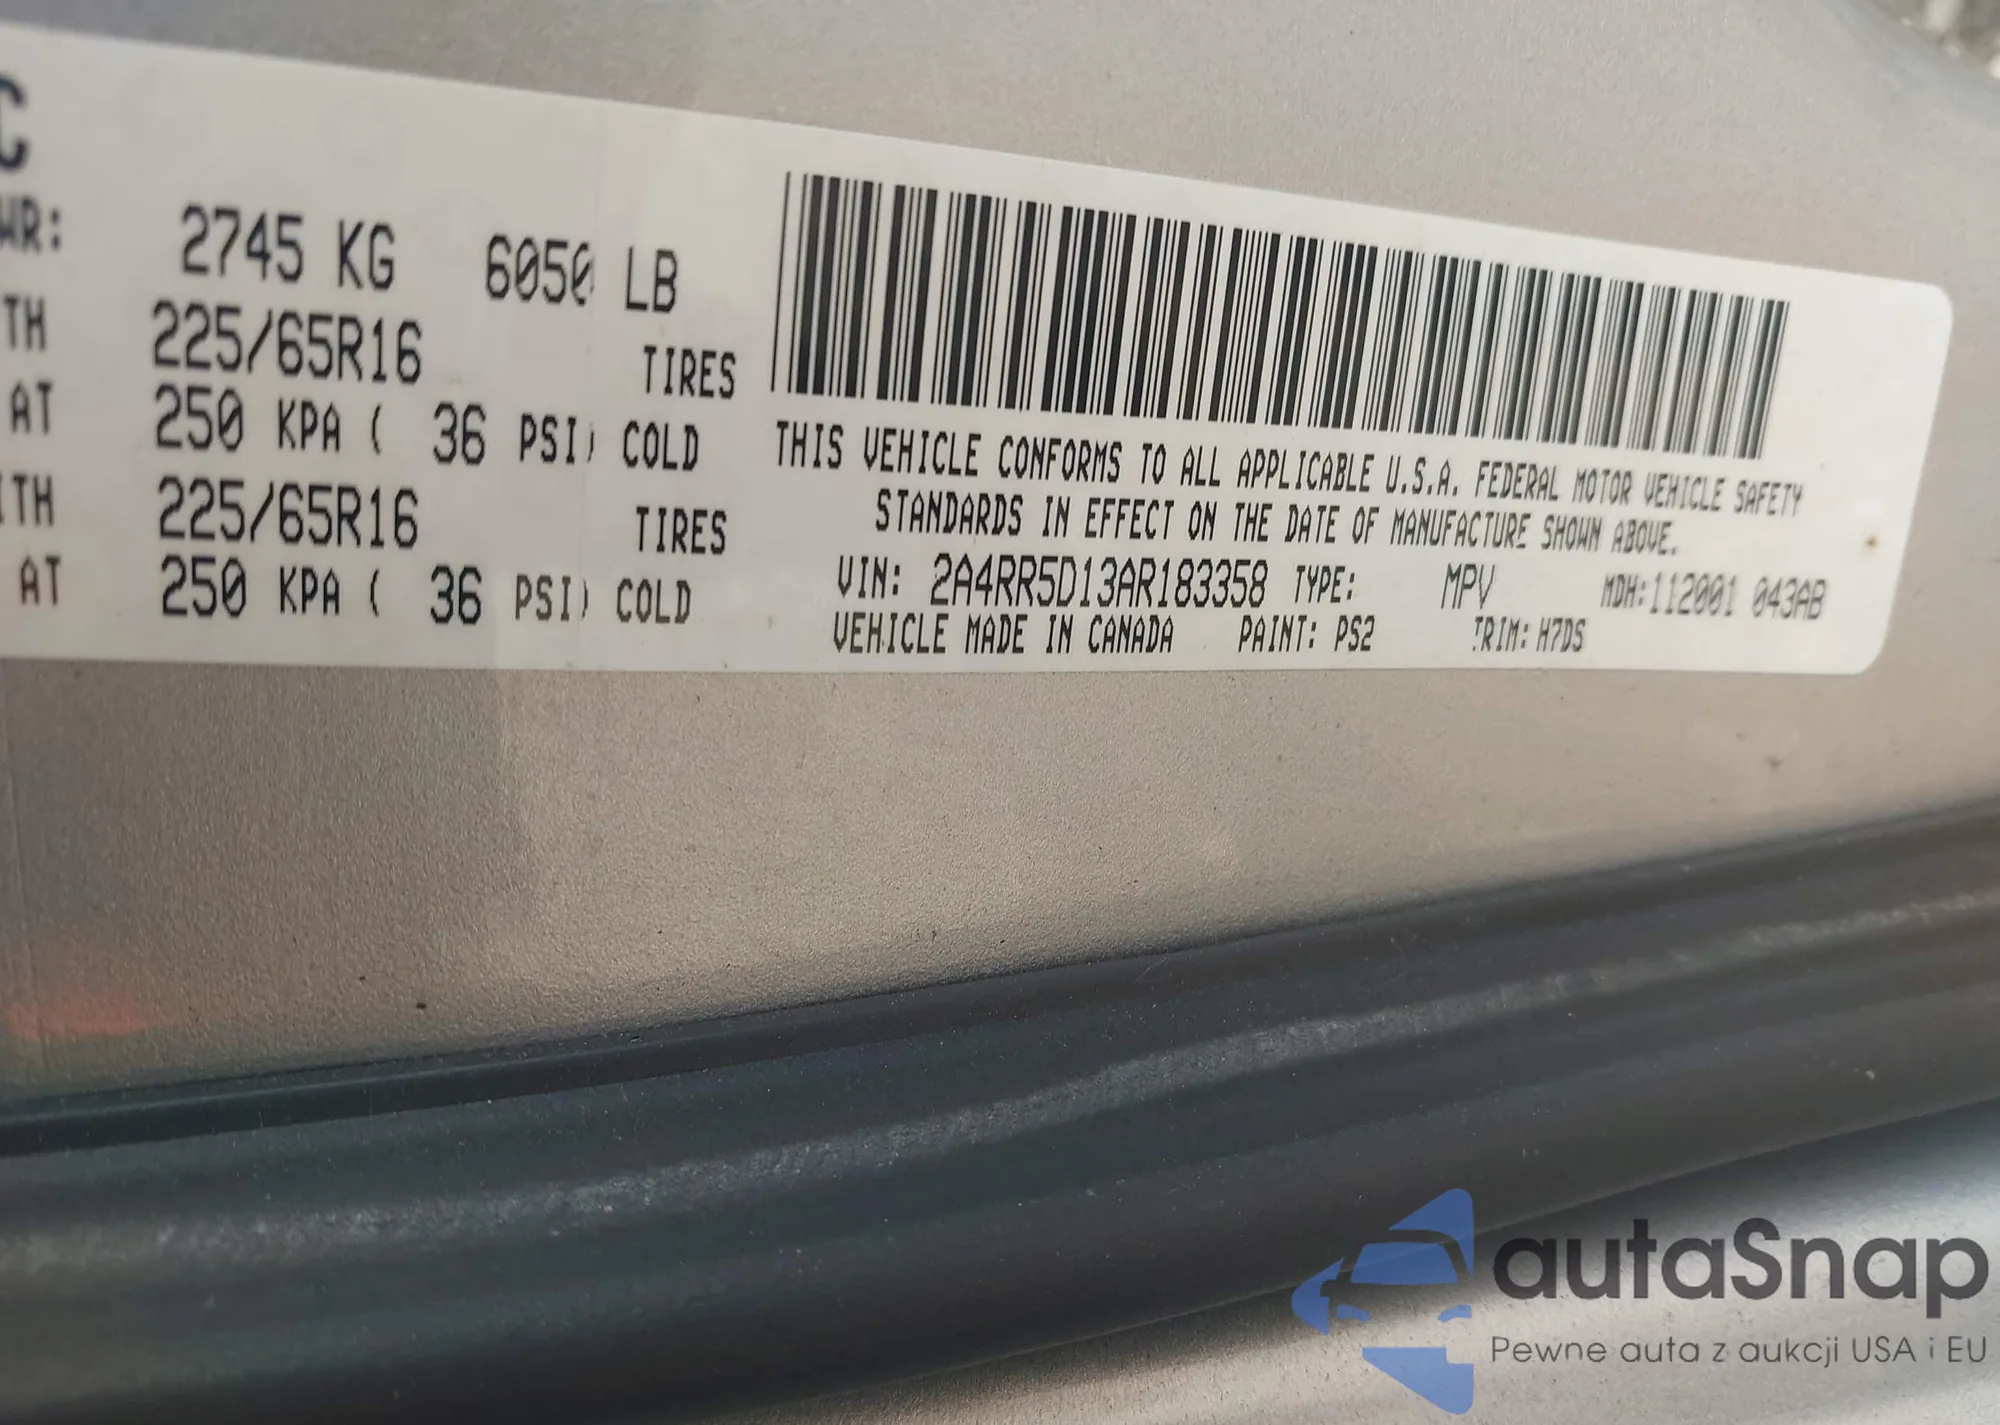 C
WR: 2745 KG 6050 LB
TH 225/65R16 TIRES
AT 250 KPA ( 36 PSI) COLD
ITH 225/65R16 TIRES
AT 250 KPA ( 36 PSI) COLD
THIS VEHICLE CONFORMS TO ALL APPLICABLE U.S.A. FEDERAL MOTOR VEHICLE SAFETY
STANDARDS IN EFFECT ON THE DATE OF MANUFACTURE SHOWN ABOVE.
VIN: 2A4RR5D13AR183358 TYPE: MPV MDH:112001 043AB
VEHICLE MADE IN CANADA PAINT: PS2 TRIM: H7DS
autaSnap
Pewne auta z aukcji USA i EU